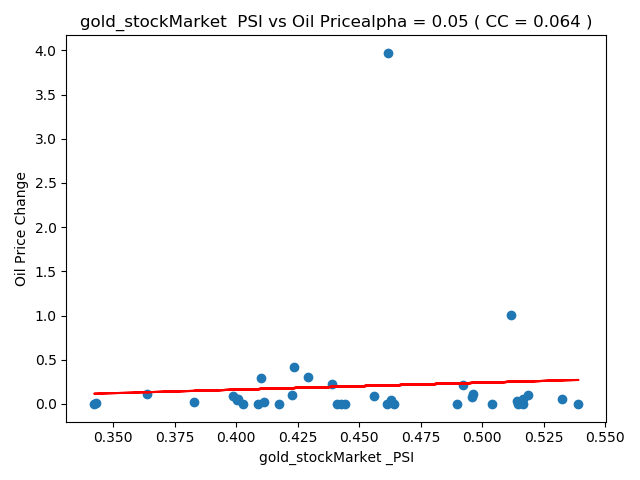 gold_stockMarket  PSI vs Oil Pricealpha = 0.05 ( CC = 0.064 )
Oil Price Change
4.0
3.5
3.0
2.5
2.0
1.5
1.0
0.5
0.0
0.350 0.375 0.400 0.425 0.450 0.475 0.500 0.525 0.550
gold_stockMarket _PSI